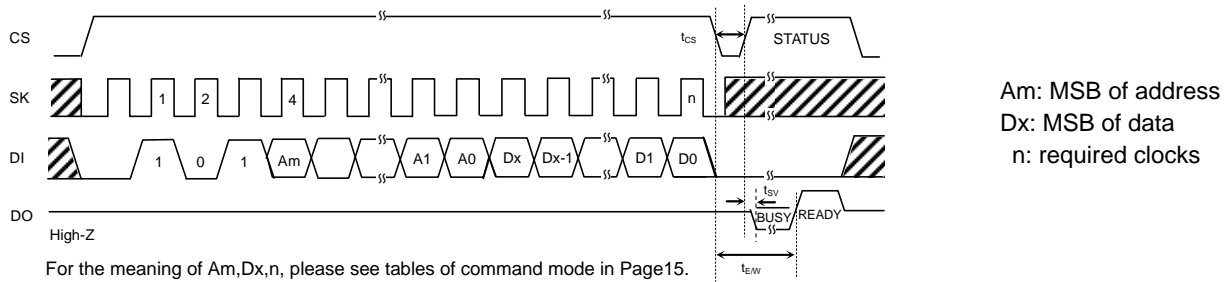 CS
tCS
STATUS
SK
1
2
4
n
Am: MSB of address
Dx: MSB of data
n: required clocks
DI
1
0
1
Am
A1
A0
Dx
Dx-1
D1
D0
tSV
DO
BUSY
READY
High-Z
tE/W
For the meaning of Am,Dx,n, please see tables of command mode in Page15.